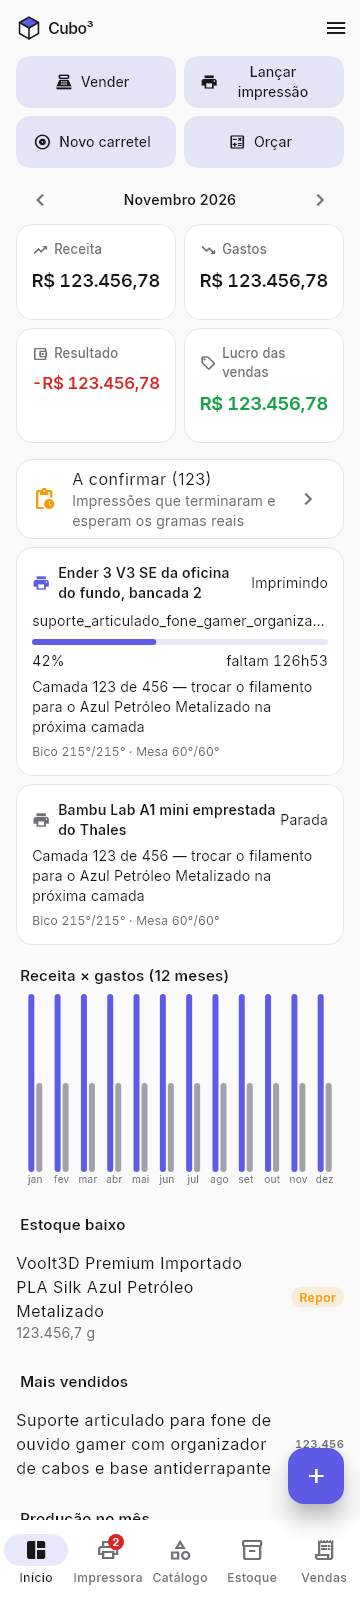 Cubo³
Vender
Lançar
impressão
Novo carretel
Orçar
Novembro 2026
Receita
R$ 123.456,78
Gastos
R$ 123.456,78
Resultado
-R$ 123.456,78
Lucro das
vendas
R$ 123.456,78
A confirmar (123)
Impressões que terminaram e
esperam os gramas reais
Ender 3 V3 SE da oficina
do fundo, bancada 2
Imprimindo
suporte_articulado_fone_gamer_organiza...
42%
faltam 126h53
Camada 123 de 456 — trocar o filamento
para o Azul Petróleo Metalizado na
próxima camada
Bico 215°/215° · Mesa 60°/60°
Bambu Lab A1 mini emprestada
do Thales
Parada
Camada 123 de 456 — trocar o filamento
para o Azul Petróleo Metalizado na
próxima camada
Bico 215°/215° · Mesa 60°/60°
Receita × gastos (12 meses)
jan fev mar abr mai jun jul ago set out nov dez
Estoque baixo
Voolt3D Premium Importado
PLA Silk Azul Petróleo
Metalizado
123.456,7 g
Repor
Mais vendidos
Suporte articulado para fone de
ouvido gamer com organizador
de cabos e base antiderrapante
123.456
Produção no mês
2
Início
Impressora
Catálogo
Estoque
Vendas